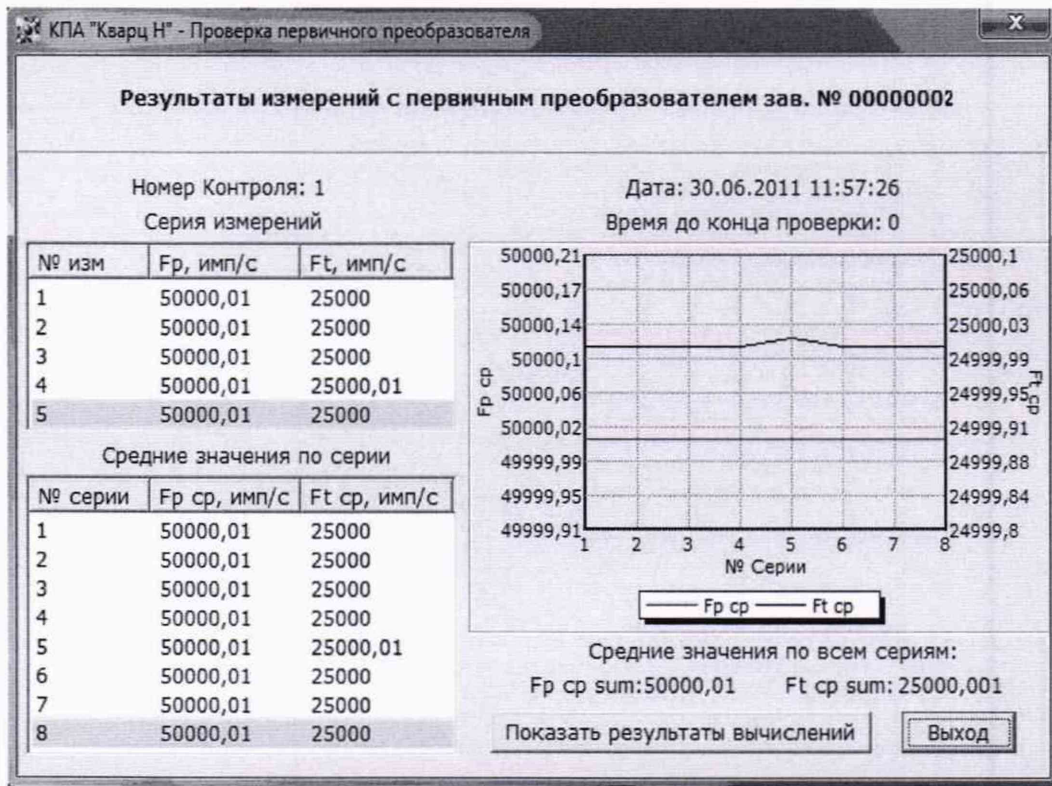 КПА "Кварц Н" - Проверка первичного преобразователя
X
Результаты измерений с первичным преобразователем зав. № 00000002
Номер Контроля: 1
Серия измерений
№ изм Fp, имп/с Ft, имп/с
1 50000,01 25000
2 50000,01 25000
3 50000,01 25000
4 50000,01 25000,01
5 50000,01 25000
Средние значения по серии
№ серии Fp ср, имп/с Ft ср, имп/с
1 50000,01 25000
2 50000,01 25000
3 50000,01 25000
4 50000,01 25000
5 50000,01 25000,01
6 50000,01 25000
7 50000,01 25000
8 50000,01 25000
Дата: 30.06.2011 11:57:26
Время до конца проверки: 0
50000,21 25000,1
50000,17 25000,06
50000,14 25000,03
50000,1 24999,99
50000,06 24999,95
50000,02 24999,91
49999,99 24999,88
49999,95 24999,84
49999,91 24999,8
Fp ср
Ft ср
1 2 3 4 5 6 7 8
№ Серии
Fp ср Ft ср
Средние значения по всем сериям:
Fp ср sum:50000,01 Ft ср sum: 25000,001
Показать результаты вычислений Выход